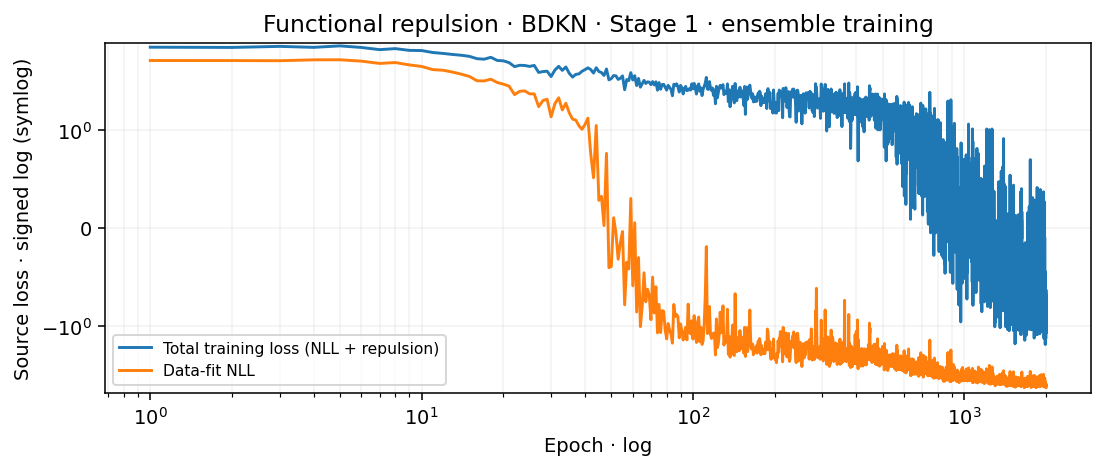 Functional repulsion · BDKN · Stage 1 · ensemble training
Source loss · signed log (symlog)
10⁰
0
−10⁰
Total training loss (NLL + repulsion)
Data-fit NLL
10⁰
10¹
10²
10³
Epoch · log